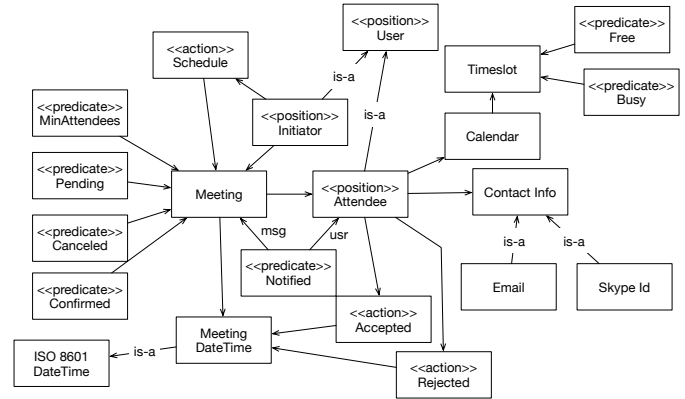 <<position>>
User
<<predicate>>
Free
<<action>>
Schedule
Timeslot
is-a
<<predicate>>
Busy
<<predicate>>
MinAttendees
<<position>>
Initiator
is-a
Calendar
<<predicate>>
Pending
Meeting
<<position>>
Attendee
Contact Info
<<predicate>>
Canceled
msg
usr
is-a
is-a
<<predicate>>
Confirmed
<<predicate>>
Notified
Email
Skype Id
<<action>>
Accepted
Meeting
DateTime
ISO 8601
DateTime
is-a
<<action>>
Rejected